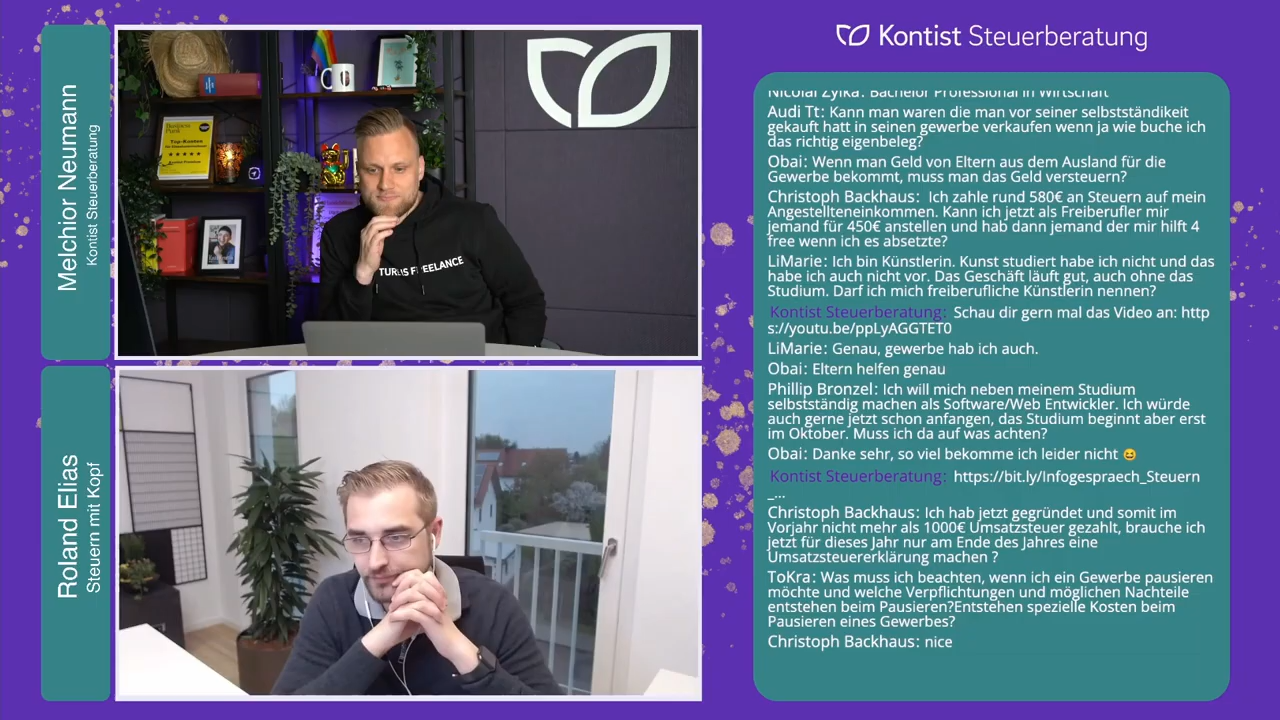 Melchior Neumann
Kontist Steuerberatung
Business
Punk
Top-Konten
TURNS FREELANCE
Roland Elias
Steuern mit Kopf
Kontist Steuerberatung
Nicolai Zylka: Bachelor Professional in Wirtschaft
Audi Tt: Kann man waren die man vor seiner selbstständikeit
gekauft hatt in seinen gewerbe verkaufen wenn ja wie buche ich
das richtig eigenbeleg?
Obai: Wenn man Geld von Eltern aus dem Ausland für die
Gewerbe bekommt, muss man das Geld versteuern?
Christoph Backhaus: Ich zahle rund 580€ an Steuern auf mein
Angestellteneinkommen. Kann ich jetzt als Freiberufler mir
jemand für 450€ anstellen und hab dann jemand der mir hilft 4
free wenn ich es absetzte?
LiMarie: Ich bin Künstlerin. Kunst studiert habe ich nicht und das
habe ich auch nicht vor. Das Geschäft läuft gut, auch ohne das
Studium. Darf ich mich freiberufliche Künstlerin nennen?
Kontist Steuerberatung: Schau dir gern mal das Video an: http
s://youtu.be/ppLyAGGTET0
LiMarie: Genau, gewerbe hab ich auch.
Obai: Eltern helfen genau
Phillip Bronzel: Ich will mich neben meinem Studium
selbstständig machen als Software/Web Entwickler. Ich würde
auch gerne jetzt schon anfangen, das Studium beginnt aber erst
im Oktober. Muss ich da auf was achten?
Obai: Danke sehr, so viel bekomme ich leider nicht 😆
Kontist Steuerberatung: https://bit.ly/Infogespraech_Steuern
_...
Christoph Backhaus: Ich hab jetzt gegründet und somit im
Vorjahr nicht mehr als 1000€ Umsatzsteuer gezahlt, brauche ich
jetzt für dieses Jahr nur am Ende des Jahres eine
Umsatzsteuererklärung machen ?
ToKra: Was muss ich beachten, wenn ich ein Gewerbe pausieren
möchte und welche Verpflichtungen und möglichen Nachteile
entstehen beim Pausieren?Entstehen spezielle Kosten beim
Pausieren eines Gewerbes?
Christoph Backhaus: nice